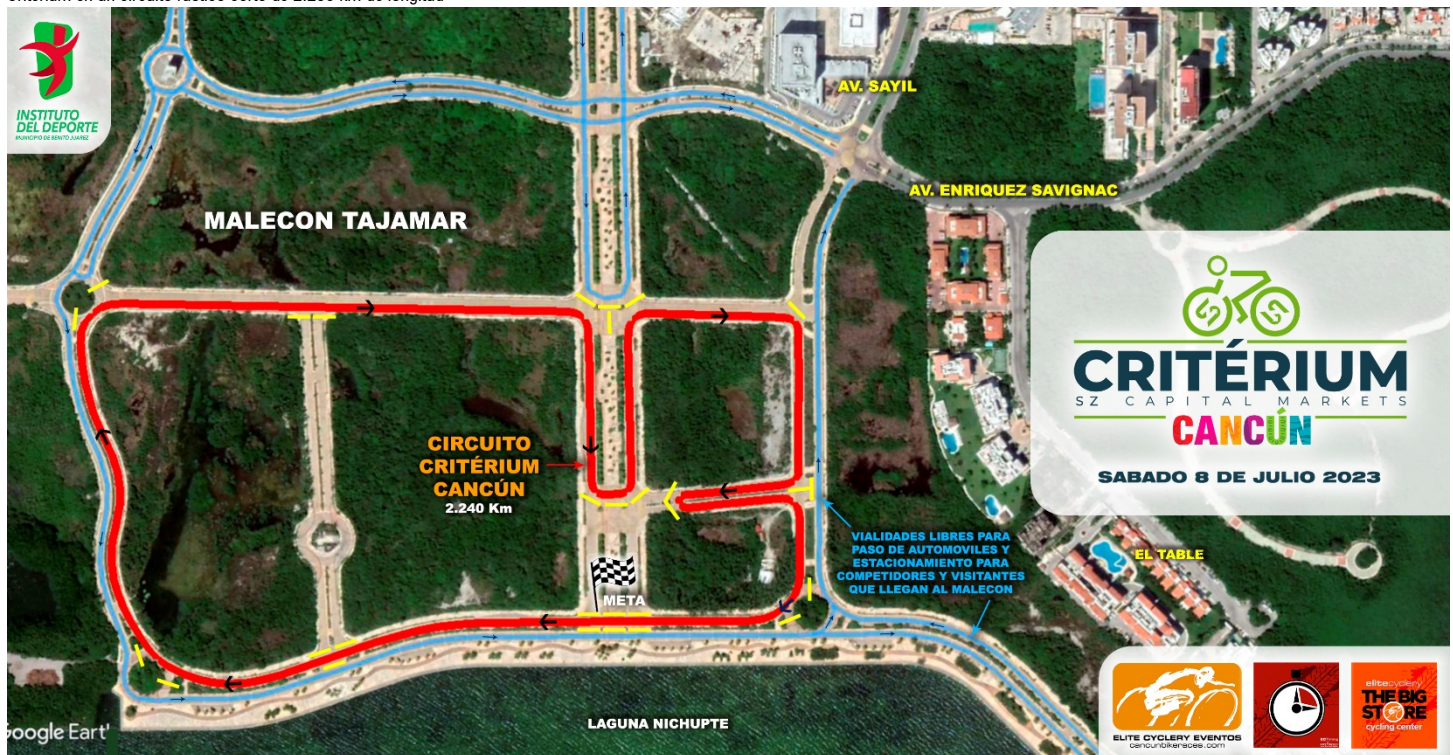 INSTITUTO
DEL DEPORTE
MUNICIPIO DE BENITO JUAREZ
AV. SAYIL
AV. ENRIQUEZ SAVIGNAC
MALECON TAJAMAR
CRITÉRIUM
SZ CAPITAL MARKETS
CANCÚN
SABADO 8 DE JULIO 2023
CIRCUITO
CRITÉRIUM
CANCÚN
2.240 Km
VIALIDADES LIBRES PARA
PASO DE AUTOMOVILES Y
ESTACIONAMIENTO PARA
COMPETIDORES Y VISITANTES
QUE LLEGAN AL MALECON
EL TABLE
META
LAGUNA NICHUPTE
Google Eart'
ELITE CYCLERY EVENTOS
cancunbikeraces.com
elitecyclery
THE BIG
STORE
cycling center